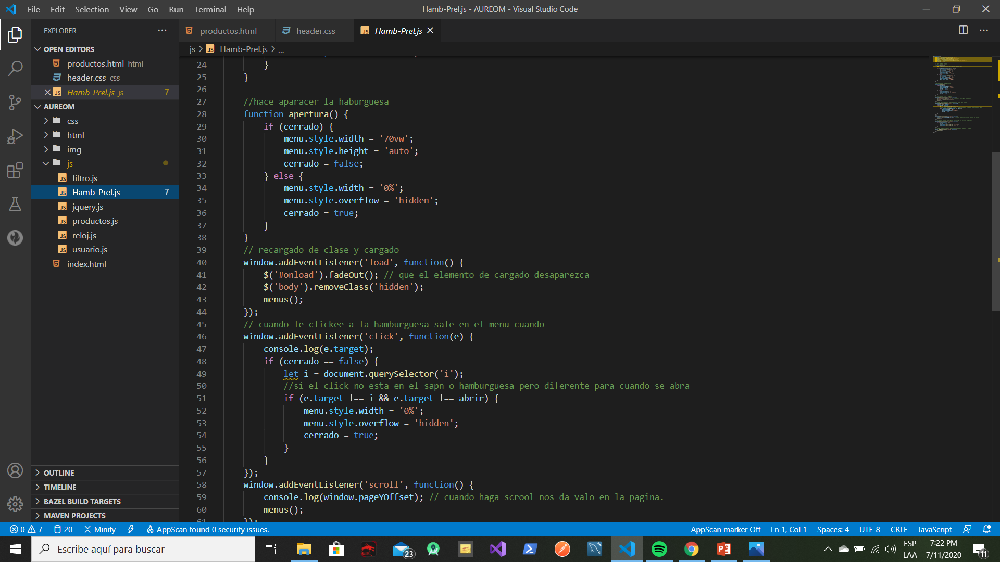 File Edit Selection View Go Run Terminal Help
Hamb-Prel.js - AUREOM - Visual Studio Code
EXPLORER
OPEN EDITORS
productos.html html
header.css css
Hamb-Prel.js js 7
AUREOM
css
html
img
js
filtro.js
Hamb-Prel.js 7
jquery.js
productos.js
reloj.js
usuario.js
index.html
OUTLINE
TIMELINE
BAZEL BUILD TARGETS
MAVEN PROJECTS
productos.html
header.css
Hamb-Prel.js
js > Hamb-Prel.js > ...
24 }
25 }
26
27 //hace aparacer la haburguesa
28 function apertura() {
29 if (cerrado) {
30 menu.style.width = '70vw';
31 menu.style.height = 'auto';
32 cerrado = false;
33 } else {
34 menu.style.width = '0%';
35 menu.style.overflow = 'hidden';
36 cerrado = true;
37 }
38 }
39 // recargado de clase y cargado
40 window.addEventListener('load', function() {
41 $('#onload').fadeOut(); // que el elemento de cargado desaparezca
42 $('body').removeClass('hidden');
43 menus();
44 });
45 // cuando le clickee a la hamburguesa sale en el menu cuando
46 window.addEventListener('click', function(e) {
47 console.log(e.target);
48 if (cerrado == false) {
49 let i = document.querySelector('i');
50 //si el click no esta en el sapn o hamburguesa pero diferente para cuando se abra
51 if (e.target !== i && e.target !== abrir) {
52 menu.style.width = '0%';
53 menu.style.overflow = 'hidden';
54 cerrado = true;
55 }
56 }
57 });
58 window.addEventListener('scroll', function() {
59 console.log(window.pageYOffset); // cuando haga scrool nos da valo en la pagina.
60 menus();
61 });
0 7 20 Minify AppScan found 0 security issues.
AppScan marker Off Ln 1, Col 1 Spaces: 4 UTF-8 CRLF JavaScript
Escribe aquí para buscar
23
ESP
LAA
7:22 PM
7/11/2020
11